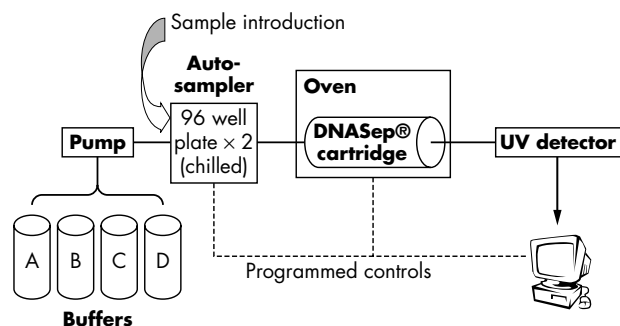 Sample introduction
Auto-
sampler
96 well
plate × 2
(chilled)
Oven
DNASep®
cartridge
Pump
UV detector
A B C D
Programmed controls
Buffers